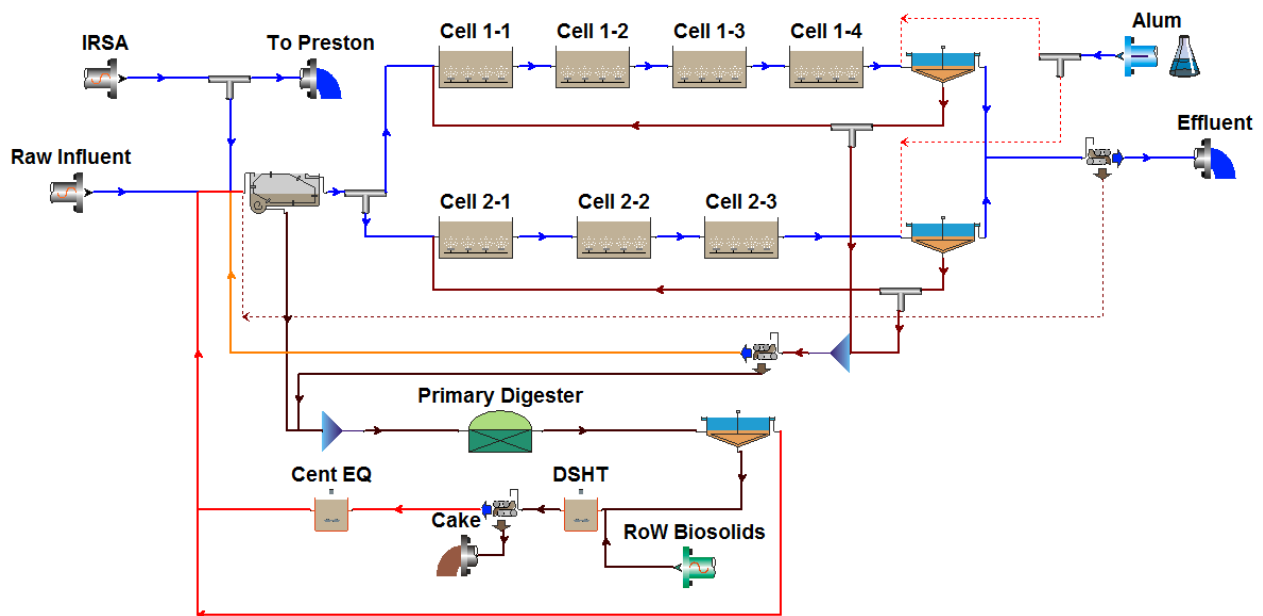 IRSA
To Preston
Cell 1-1
Cell 1-2
Cell 1-3
Cell 1-4
Alum
Raw Influent
Effluent
Cell 2-1
Cell 2-2
Cell 2-3
Primary Digester
Cent EQ
DSHT
Cake
RoW Biosolids